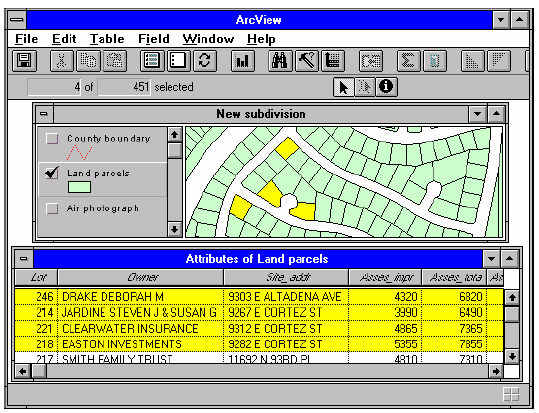 ArcView
File Edit Table Field Window Help
4 of 451 selected
New subdivision
County boundary
Land parcels
Air photograph
Attributes of Land parcels
Lot Owner Site_addr Asses_impr Asses_tota As
246 DRAKE DEBORAH M 9303 E ALTADENA AVE 4320 6820
214 JARDINE STEVEN J & SUSAN G 9267 E CORTEZ ST 3990 6490
221 CLEARWATER INSURANCE 9312 E CORTEZ ST 4865 7365
218 EASTON INVESTMENTS 9282 E CORTEZ ST 5355 7855
217 SMITH FAMILY TRUST 11692 N 93RD PL 4810 7310